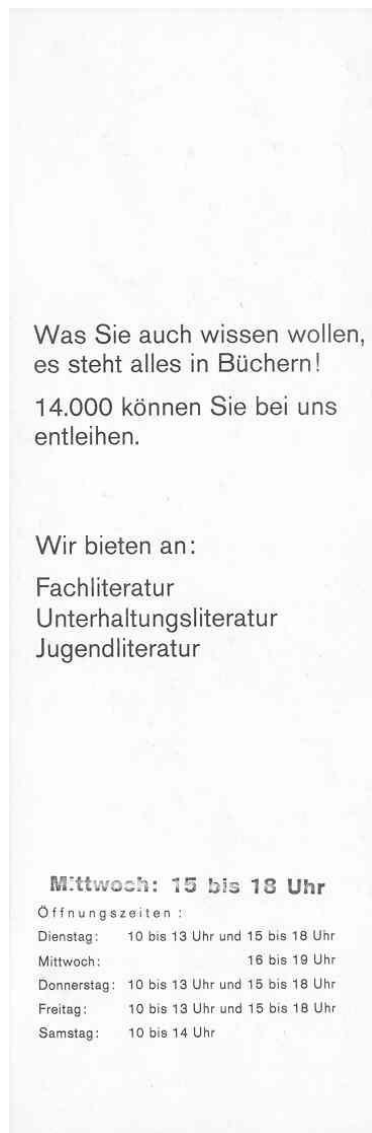 Was Sie auch wissen wollen,
es steht alles in Büchern!
14.000 können Sie bei uns
entleihen.
Wir bieten an:
Fachliteratur
Unterhaltungsliteratur
Jugendliteratur
Mittwoch: 15 bis 18 Uhr
Öffnungszeiten:
Dienstag: 10 bis 13 Uhr und 15 bis 18 Uhr
Mittwoch: 16 bis 19 Uhr
Donnerstag: 10 bis 13 Uhr und 15 bis 18 Uhr
Freitag: 10 bis 13 Uhr und 15 bis 18 Uhr
Samstag: 10 bis 14 Uhr